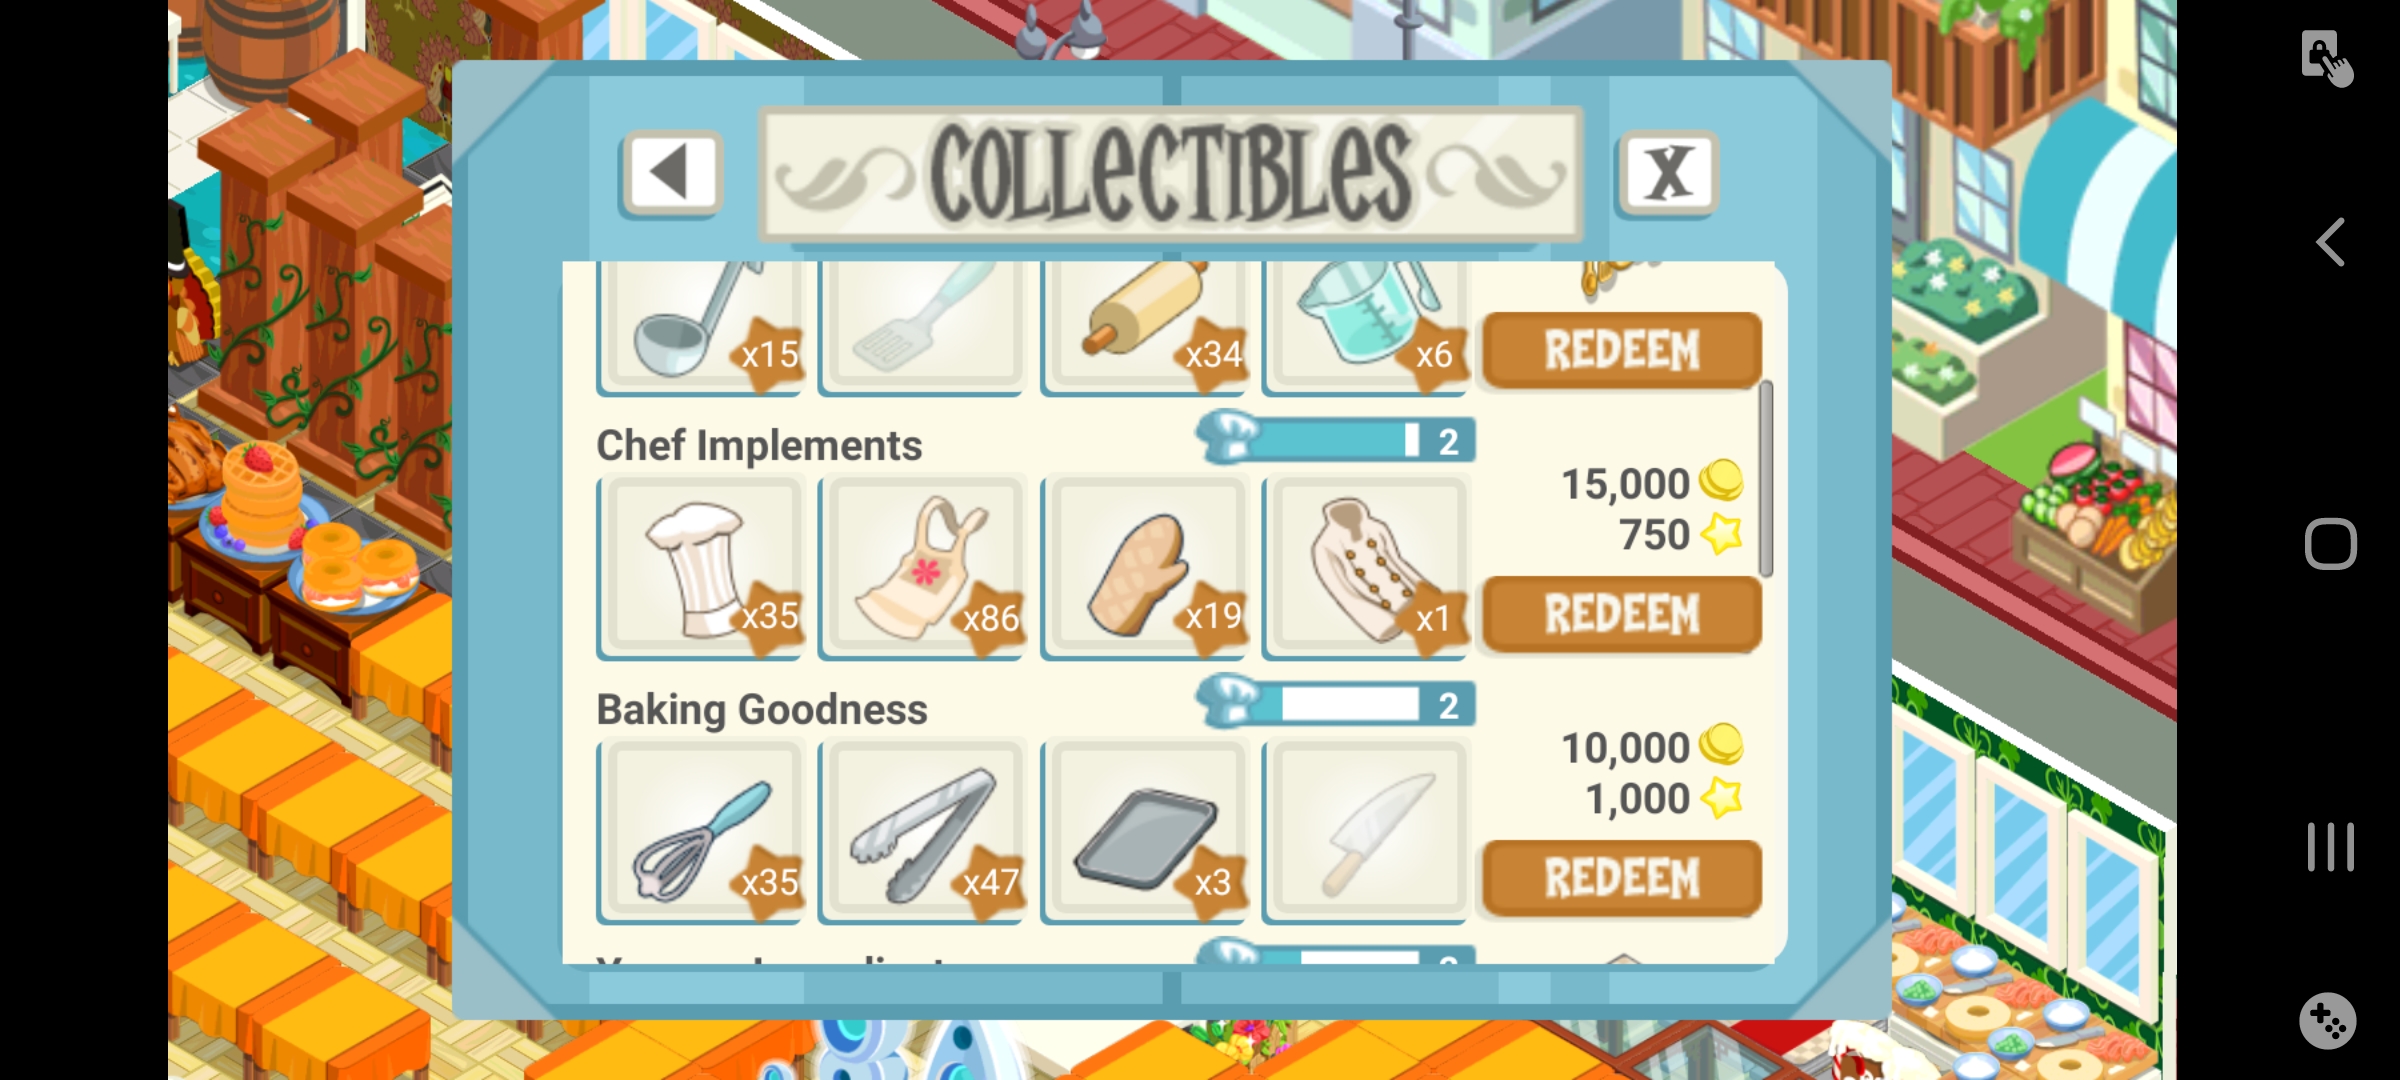 COLLECTIBLES
X
x15
x34
x6
REDEEM
Chef Implements
2
15,000
750
x35
x86
x19
x1
REDEEM
Baking Goodness
2
10,000
1,000
x35
x47
x3
REDEEM